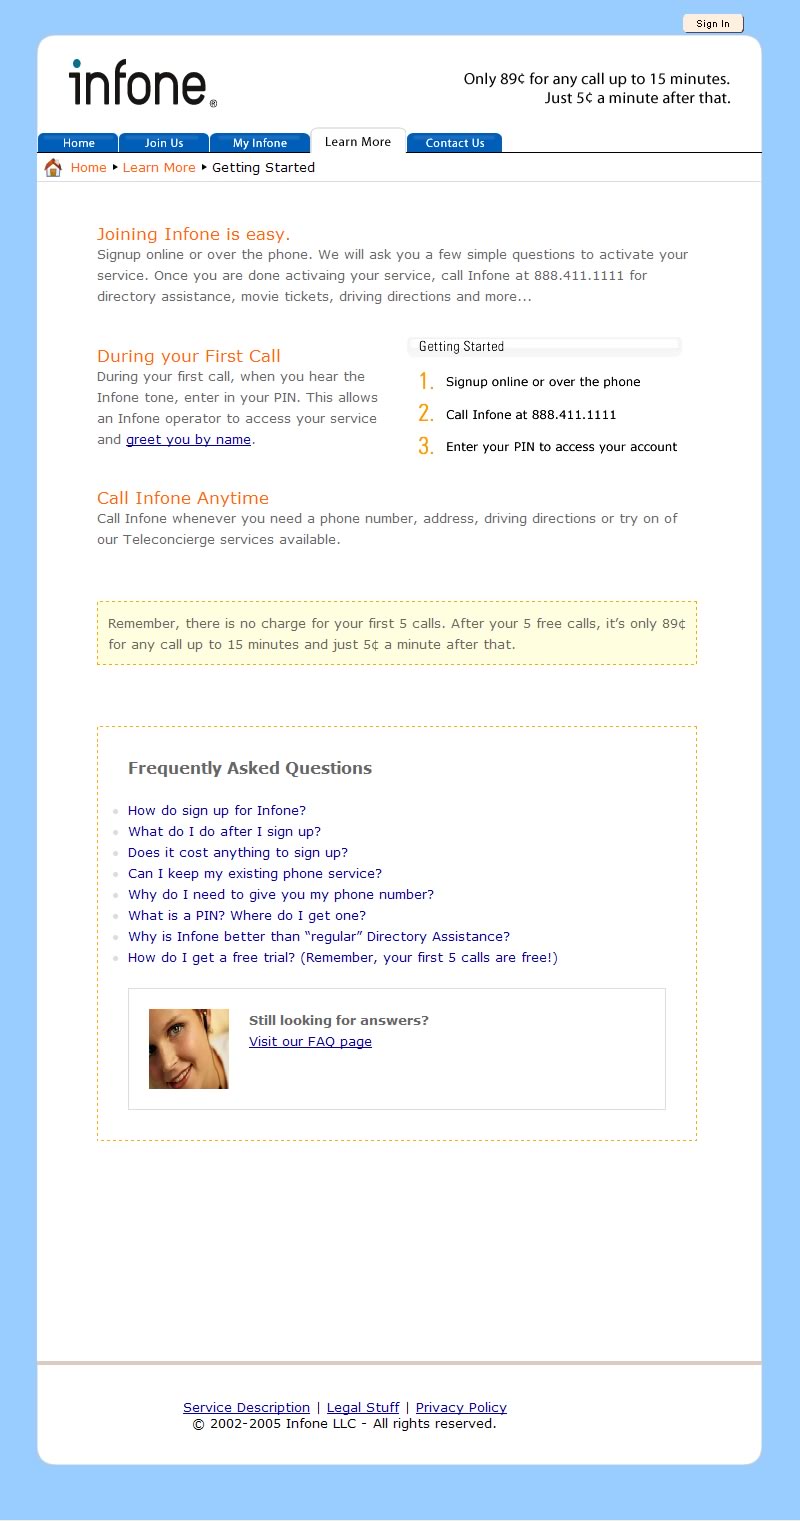 Sign In
infone®
Only 89¢ for any call up to 15 minutes.
Just 5¢ a minute after that.
Home
Join Us
My Infone
Learn More
Contact Us
Home ▸ Learn More ▸ Getting Started
Joining Infone is easy.
Signup online or over the phone. We will ask you a few simple questions to activate your
service. Once you are done activaing your service, call Infone at 888.411.1111 for
directory assistance, movie tickets, driving directions and more...
During your First Call
During your first call, when you hear the
Infone tone, enter in your PIN. This allows
an Infone operator to access your service
and greet you by name.
Getting Started
1. Signup online or over the phone
2. Call Infone at 888.411.1111
3. Enter your PIN to access your account
Call Infone Anytime
Call Infone whenever you need a phone number, address, driving directions or try on of
our Teleconcierge services available.
Remember, there is no charge for your first 5 calls. After your 5 free calls, it’s only 89¢
for any call up to 15 minutes and just 5¢ a minute after that.
Frequently Asked Questions
How do sign up for Infone?
What do I do after I sign up?
Does it cost anything to sign up?
Can I keep my existing phone service?
Why do I need to give you my phone number?
What is a PIN? Where do I get one?
Why is Infone better than “regular” Directory Assistance?
How do I get a free trial? (Remember, your first 5 calls are free!)
Still looking for answers?
Visit our FAQ page
Service Description | Legal Stuff | Privacy Policy
© 2002-2005 Infone LLC - All rights reserved.